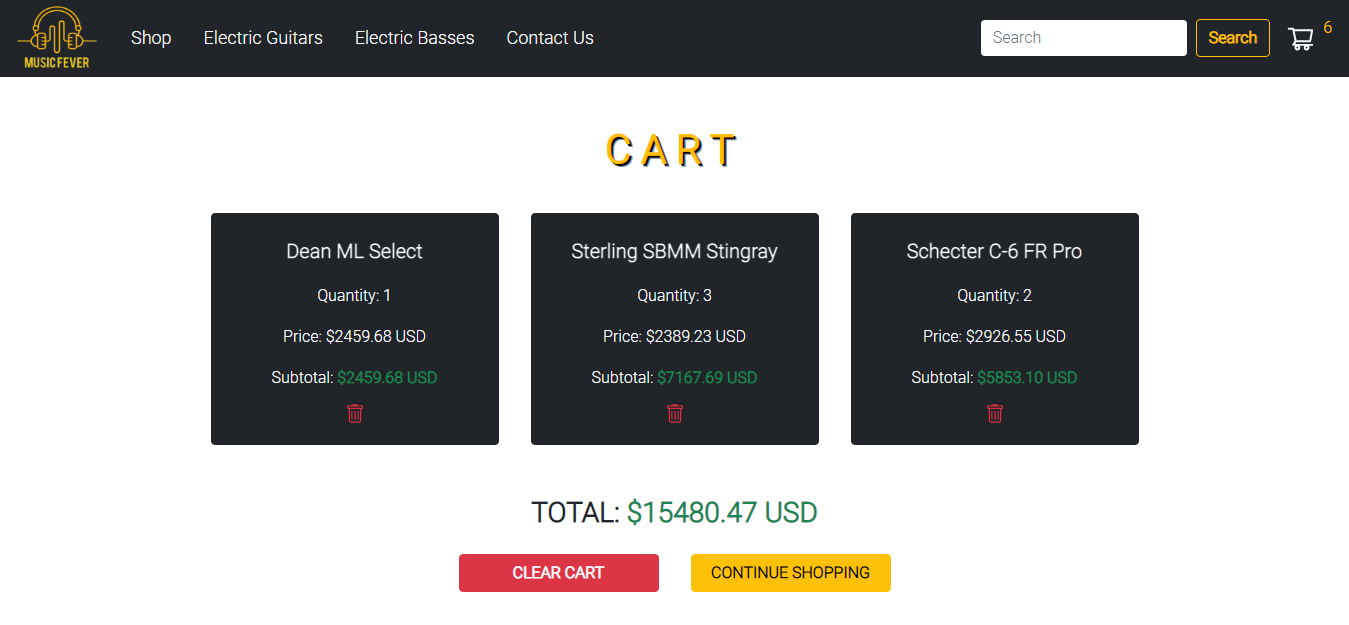 MUSICFEVER
Shop Electric Guitars Electric Basses Contact Us Search Search 6
CART
Dean ML Select
Quantity: 1
Price: $2459.68 USD
Subtotal: $2459.68 USD
Sterling SBMM Stingray
Quantity: 3
Price: $2389.23 USD
Subtotal: $7167.69 USD
Schecter C-6 FR Pro
Quantity: 2
Price: $2926.55 USD
Subtotal: $5853.10 USD
TOTAL: $15480.47 USD
CLEAR CART CONTINUE SHOPPING